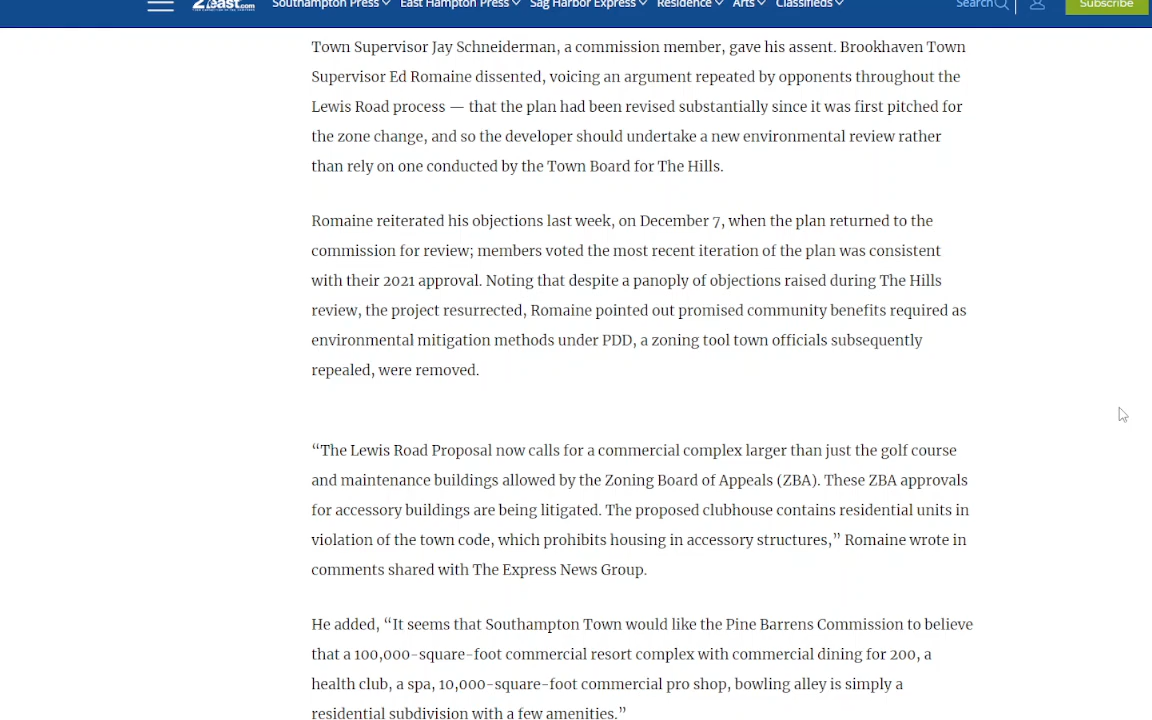 27east.com Southampton Press East Hampton Press Sag Harbor Express Residence Arts Classifieds Search Subscribe
Town Supervisor Jay Schneiderman, a commission member, gave his assent. Brookhaven Town
Supervisor Ed Romaine dissented, voicing an argument repeated by opponents throughout the
Lewis Road process — that the plan had been revised substantially since it was first pitched for
the zone change, and so the developer should undertake a new environmental review rather
than rely on one conducted by the Town Board for The Hills.
Romaine reiterated his objections last week, on December 7, when the plan returned to the
commission for review; members voted the most recent iteration of the plan was consistent
with their 2021 approval. Noting that despite a panoply of objections raised during The Hills
review, the project resurrected, Romaine pointed out promised community benefits required as
environmental mitigation methods under PDD, a zoning tool town officials subsequently
repealed, were removed.
“The Lewis Road Proposal now calls for a commercial complex larger than just the golf course
and maintenance buildings allowed by the Zoning Board of Appeals (ZBA). These ZBA approvals
for accessory buildings are being litigated. The proposed clubhouse contains residential units in
violation of the town code, which prohibits housing in accessory structures,” Romaine wrote in
comments shared with The Express News Group.
He added, “It seems that Southampton Town would like the Pine Barrens Commission to believe
that a 100,000-square-foot commercial resort complex with commercial dining for 200, a
health club, a spa, 10,000-square-foot commercial pro shop, bowling alley is simply a
residential subdivision with a few amenities.”